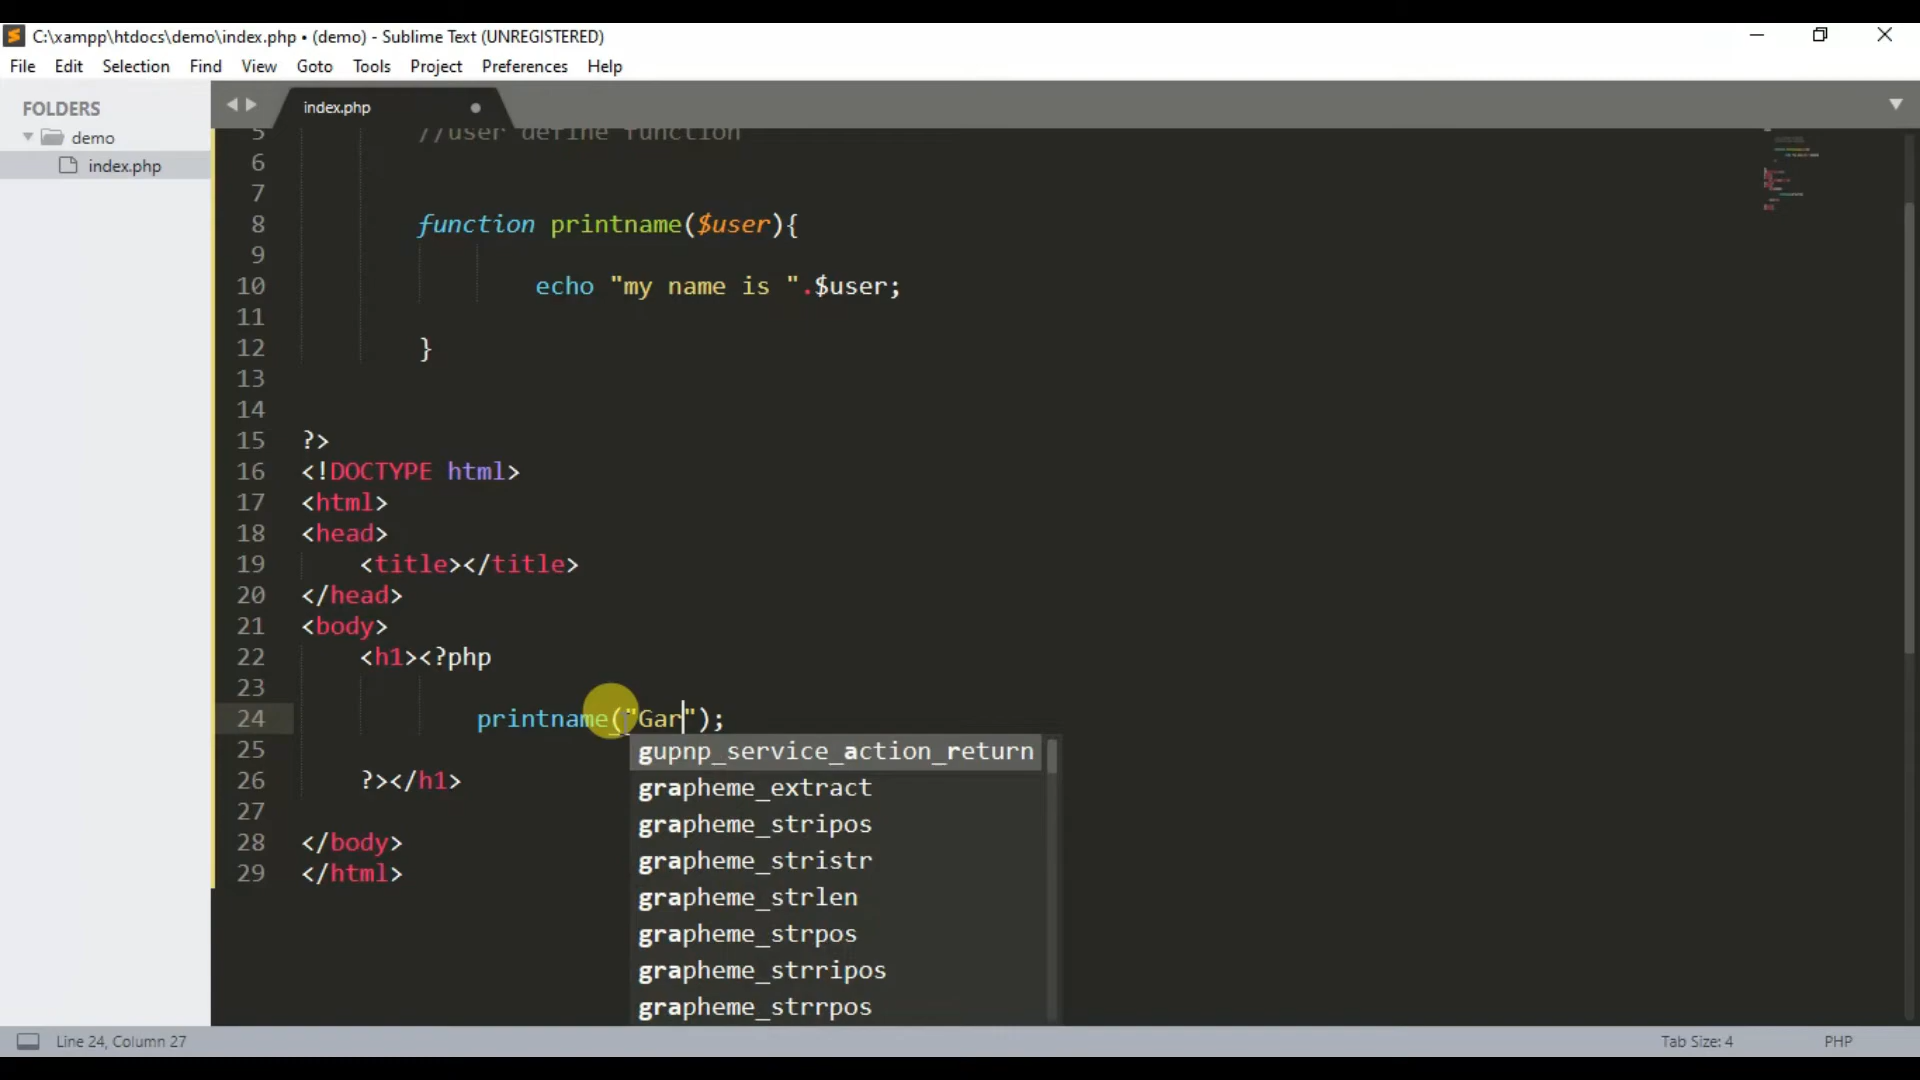 C:\xampp\htdocs\demo\index.php • (demo) - Sublime Text (UNREGISTERED)
File Edit Selection Find View Goto Tools Project Preferences Help
FOLDERS
demo
index.php
index.php
5 //user define function
6
7
8 function printname($user){
9
10 echo "my name is ".$user;
11
12 }
13
14
15 ?>
16 <!DOCTYPE html>
17 <html>
18 <head>
19 <title></title>
20 </head>
21 <body>
22 <h1><?php
23
24 printname("Gar");
25
26 ?></h1>
27
28 </body>
29 </html>
gupnp_service_action_return
grapheme_extract
grapheme_stripos
grapheme_stristr
grapheme_strlen
grapheme_strpos
grapheme_strripos
grapheme_strrpos
Line 24, Column 27
Tab Size: 4
PHP